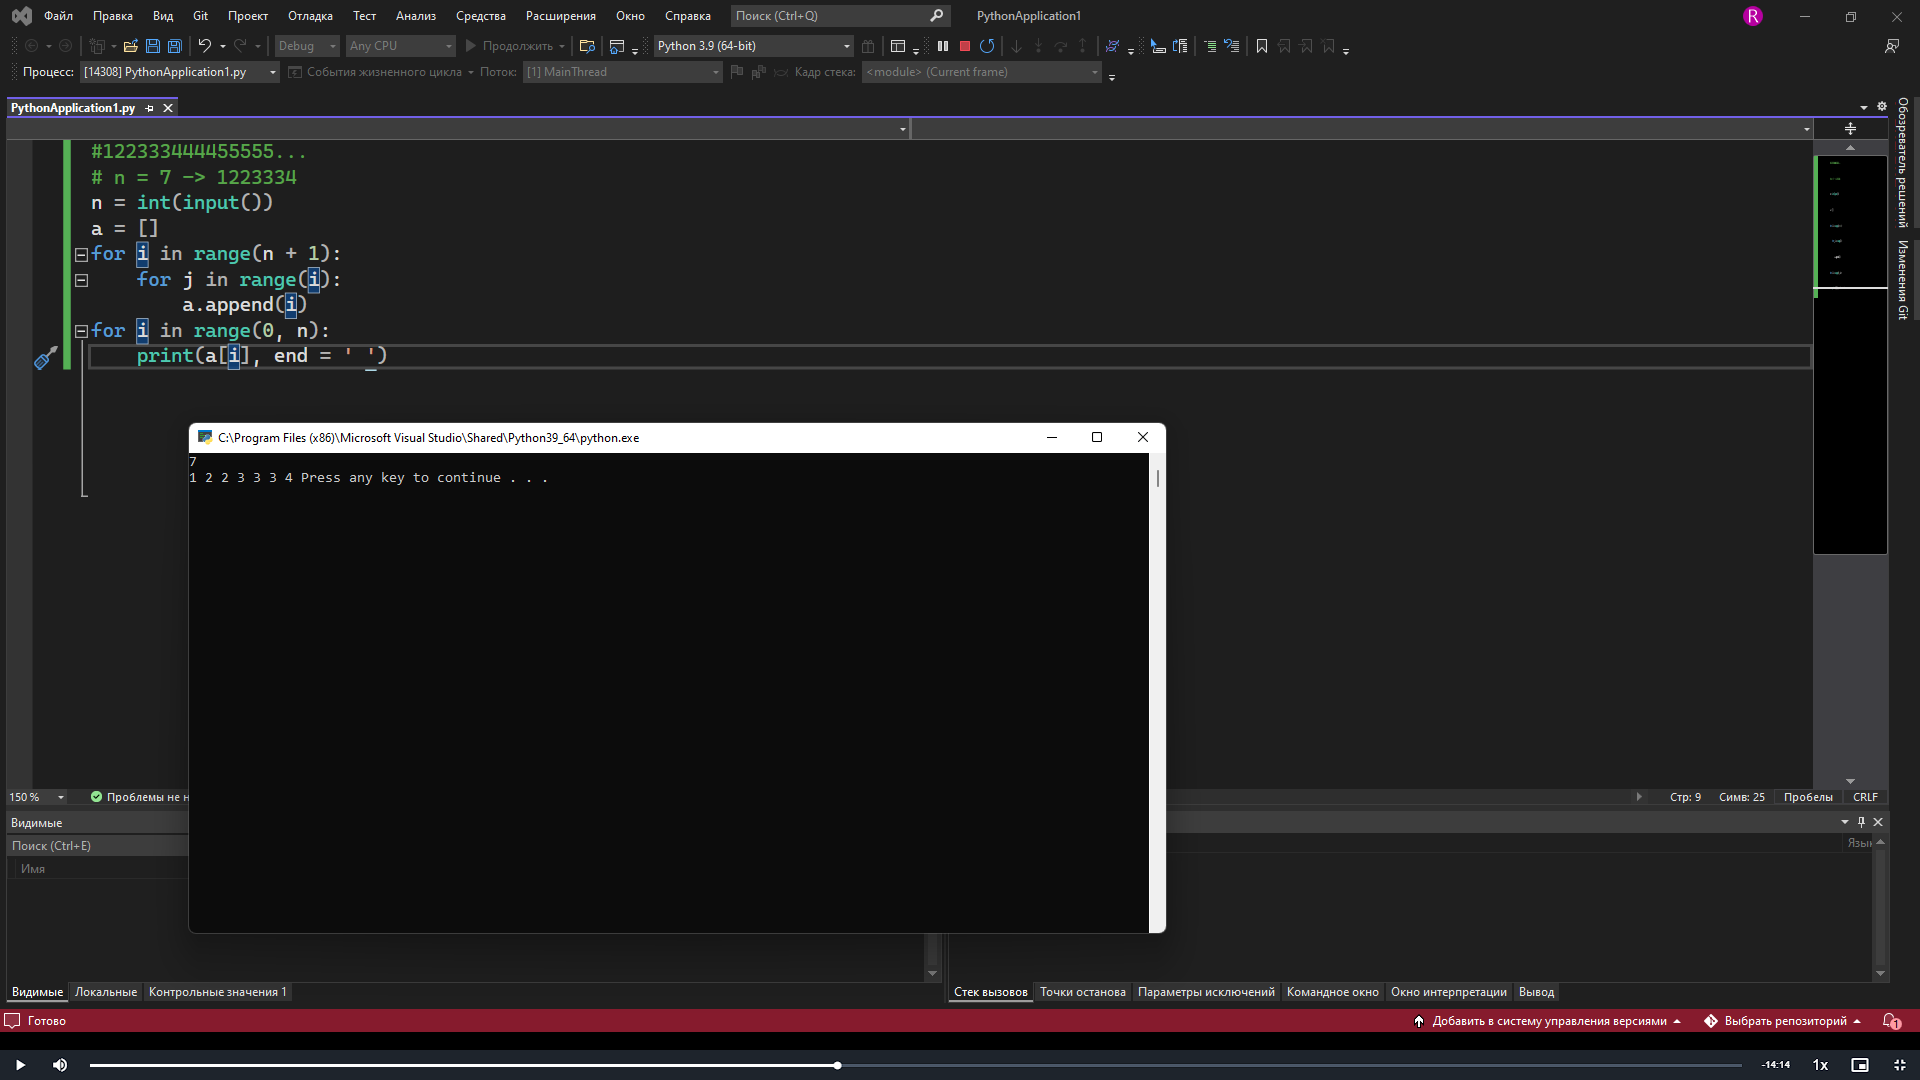 Файл Правка Вид Git Проект Отладка Тест Анализ Средства Расширения Окно Справка Поиск (Ctrl+Q) PythonApplication1 R
Debug Any CPU Продолжить Python 3.9 (64-bit)
Процесс: [14308] PythonApplication1.py События жизненного цикла Поток: [1] MainThread Кадр стека: <module> (Current frame)
PythonApplication1.py
Обозреватель решений
Изменения Git
#122333444455555...
# n = 7 -> 1223334
n = int(input())
a = []
for i in range(n + 1):
for j in range(i):
a.append(i)
for i in range(0, n):
print(a[i], end = ' ')
C:\Program Files (x86)\Microsoft Visual Studio\Shared\Python39_64\python.exe
7
1 2 2 3 3 3 4 Press any key to continue . . .
150 % Проблемы не н Стр: 9 Симв: 25 Пробелы CRLF
Видимые
Поиск (Ctrl+E)
Имя
Язык
Видимые Локальные Контрольные значения 1 Стек вызовов Точки останова Параметры исключений Командное окно Окно интерпретации Вывод
Готово Добавить в систему управления версиями Выбрать репозиторий 1
-14:14 1x